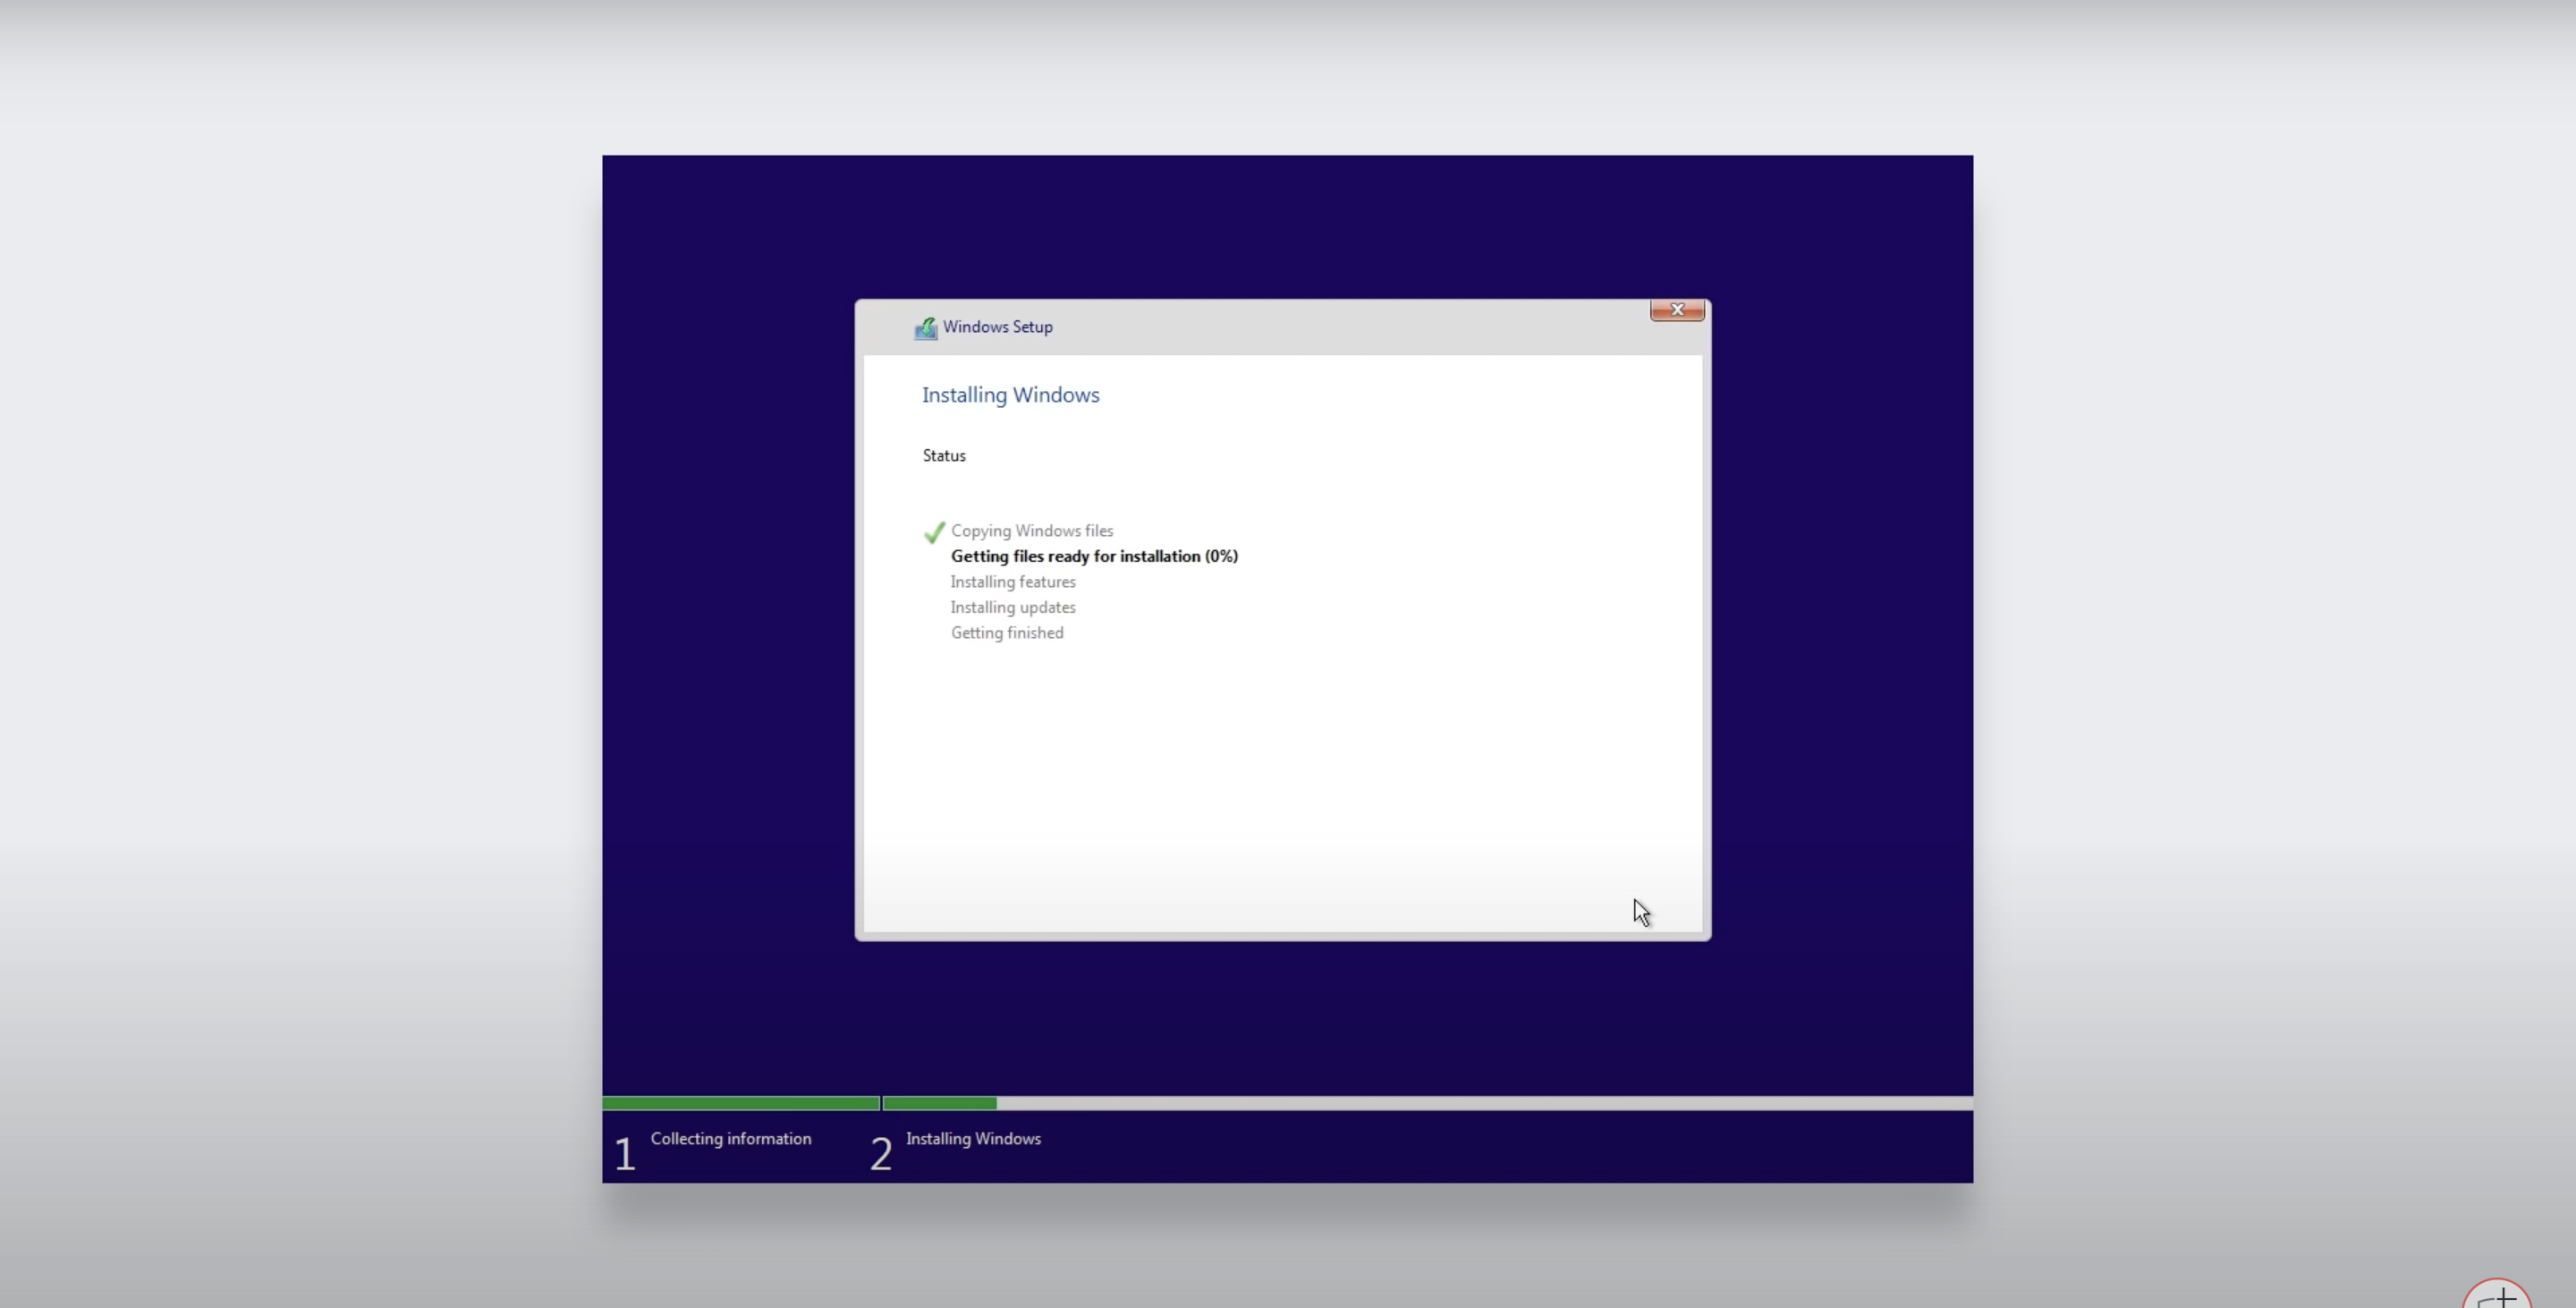 Windows Setup
Installing Windows
Status
Copying Windows files
Getting files ready for installation (0%)
Installing features
Installing updates
Getting finished
1 Collecting information 2 Installing Windows